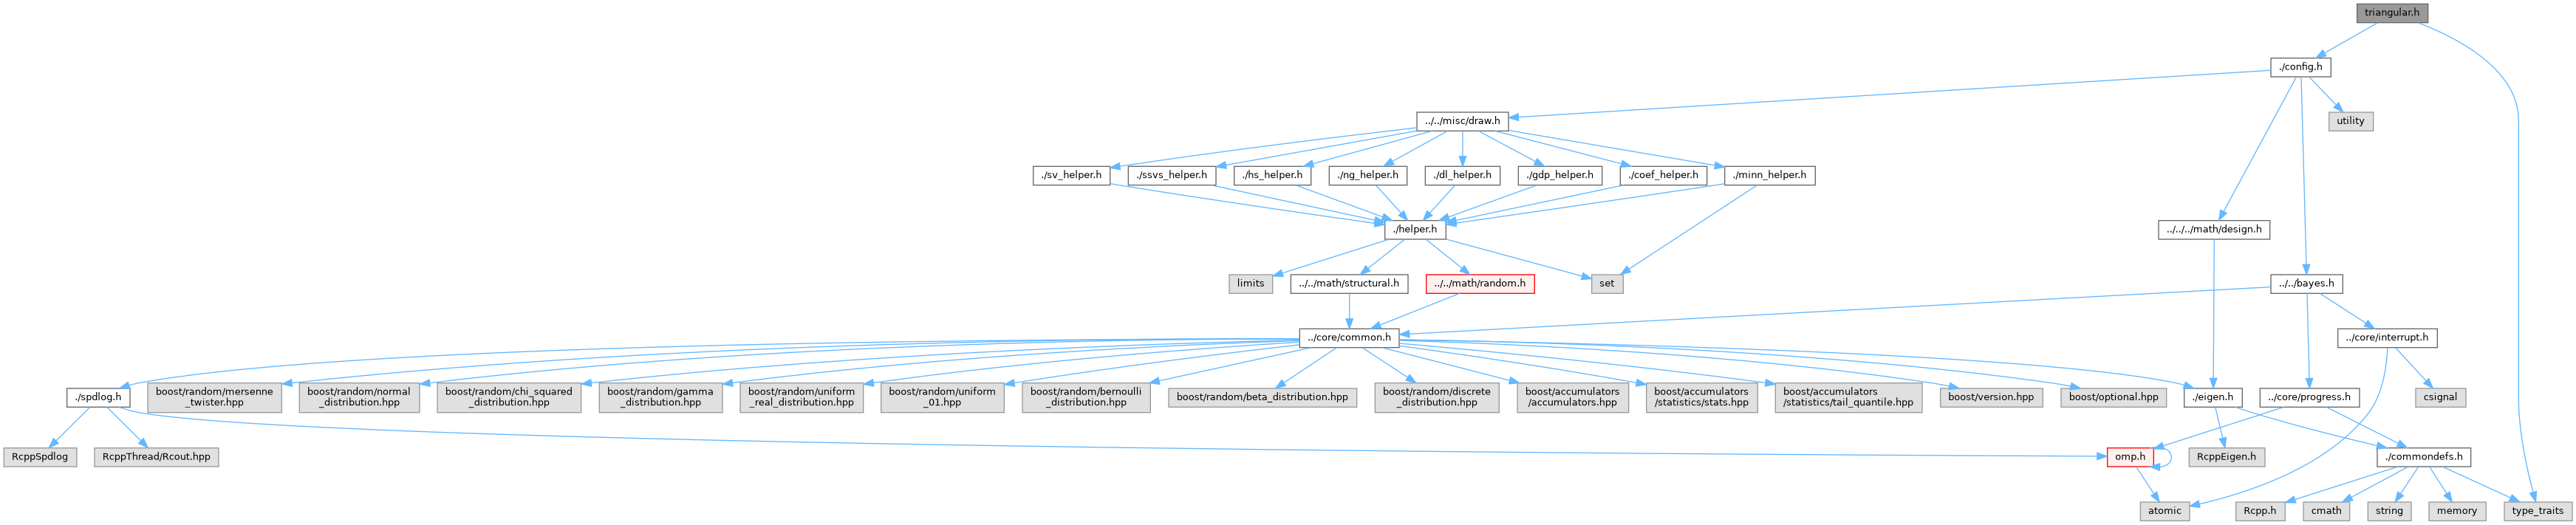 triangular.h
./config.h
../../misc/draw.h
utility
./sv_helper.h
./ssvs_helper.h
./hs_helper.h
./ng_helper.h
./dl_helper.h
./gdp_helper.h
./coef_helper.h
./minn_helper.h
./helper.h
../../../math/design.h
limits
../../math/structural.h
../../math/random.h
set
../../bayes.h
../core/common.h
../core/interrupt.h
./spdlog.h
boost/random/mersenne
_twister.hpp
boost/random/normal
_distribution.hpp
boost/random/chi_squared
_distribution.hpp
boost/random/gamma
_distribution.hpp
boost/random/uniform
_real_distribution.hpp
boost/random/uniform
_01.hpp
boost/random/bernoulli
_distribution.hpp
boost/random/beta_distribution.hpp
boost/random/discrete
_distribution.hpp
boost/accumulators
/accumulators.hpp
boost/accumulators
/statistics/stats.hpp
boost/accumulators
/statistics/tail_quantile.hpp
boost/version.hpp
boost/optional.hpp
./eigen.h
../core/progress.h
csignal
RcppSpdlog
RcppThread/Rcout.hpp
omp.h
RcppEigen.h
./commondefs.h
atomic
Rcpp.h
cmath
string
memory
type_traits